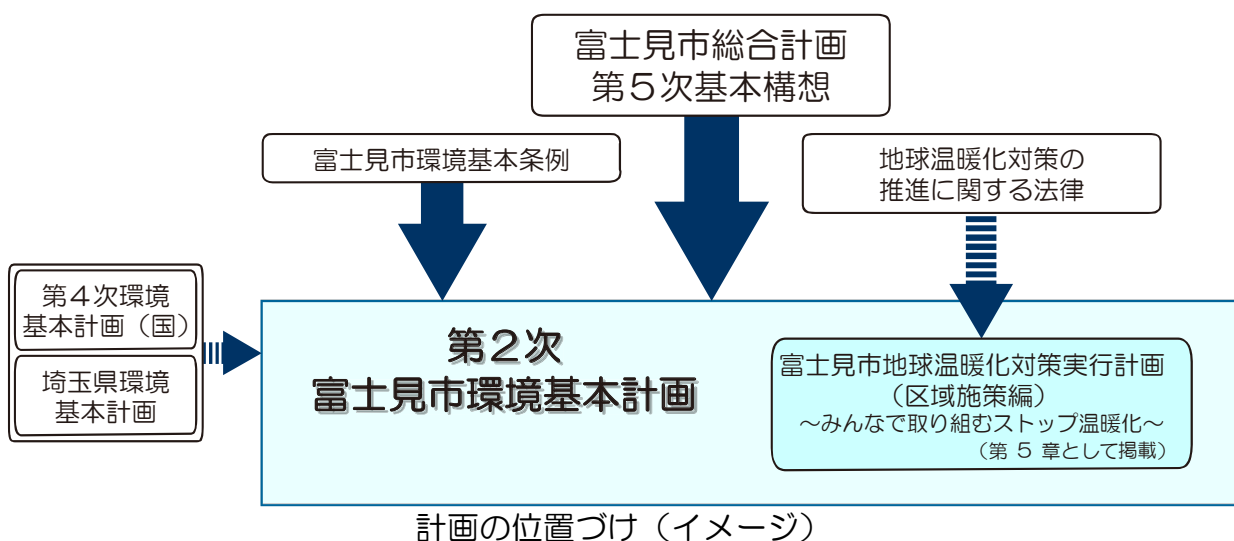 富士見市総合計画
第5次基本構想
富士見市環境基本条例
地球温暖化対策の
推進に関する法律
第4次環境
基本計画（国）
埼玉県環境
基本計画
第2次
富士見市環境基本計画
富士見市地球温暖化対策実行計画
（区域施策編）
～みんなで取り組むストップ温暖化～
（第 5 章として掲載）
計画の位置づけ（イメージ）